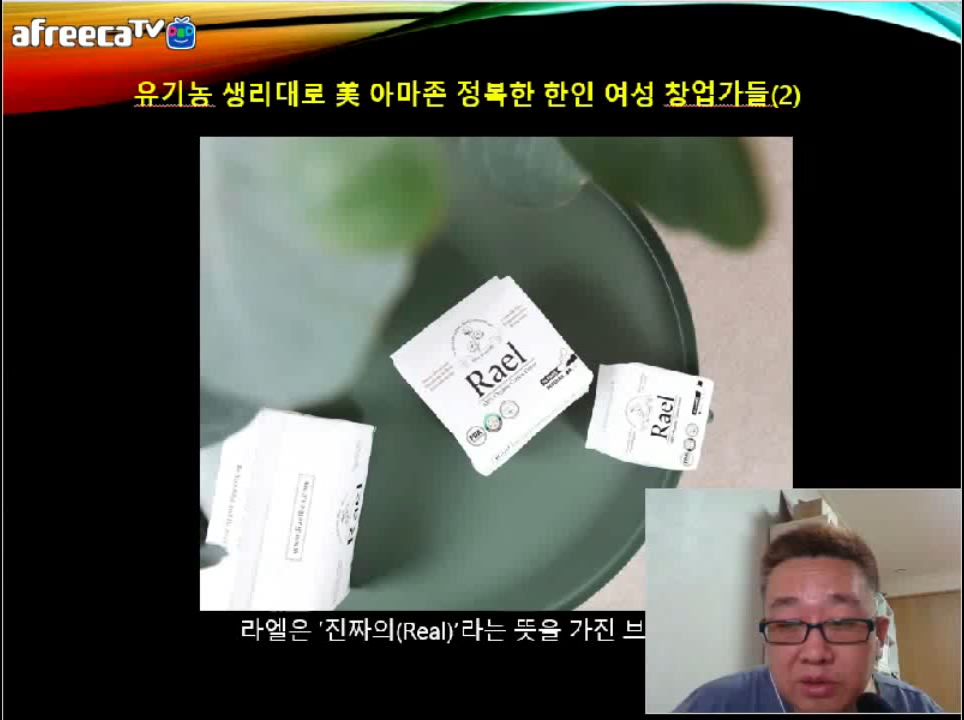 afreecaTV
유기농 생리대로 美 아마존 정복한 한인 여성 창업가들(2)
Rael
Rael
라엘은 '진짜의(Real)'라는 뜻을 가진 브